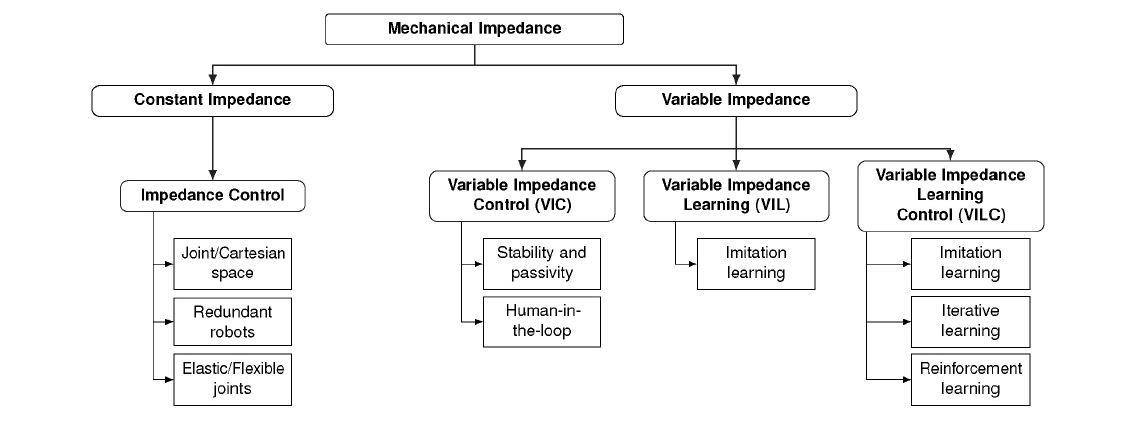 Mechanical Impedance
Constant Impedance
Variable Impedance
Impedance Control
Joint/Cartesian
space
Redundant
robots
Elastic/Flexible
joints
Variable Impedance
Control (VIC)
Stability and
passivity
Human-in-
the-loop
Variable Impedance
Learning (VIL)
Imitation
learning
Variable Impedance
Learning
Control (VILC)
Imitation
learning
Iterative
learning
Reinforcement
learning